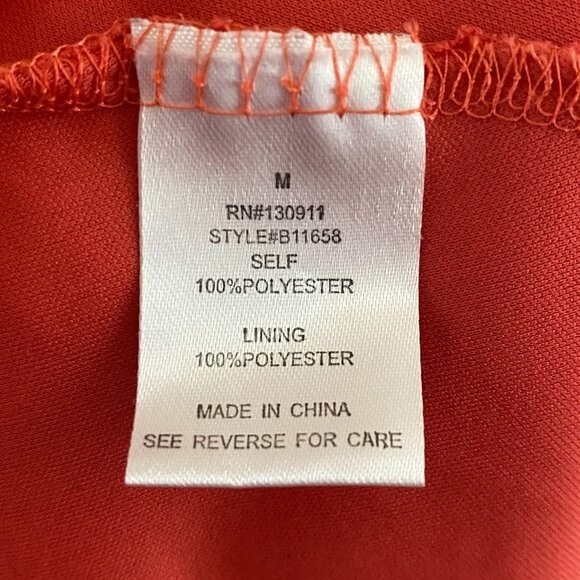 M
RN#130911
STYLE#B11658
SELF
100%POLYESTER
LINING
100%POLYESTER
MADE IN CHINA
SEE REVERSE FOR CARE